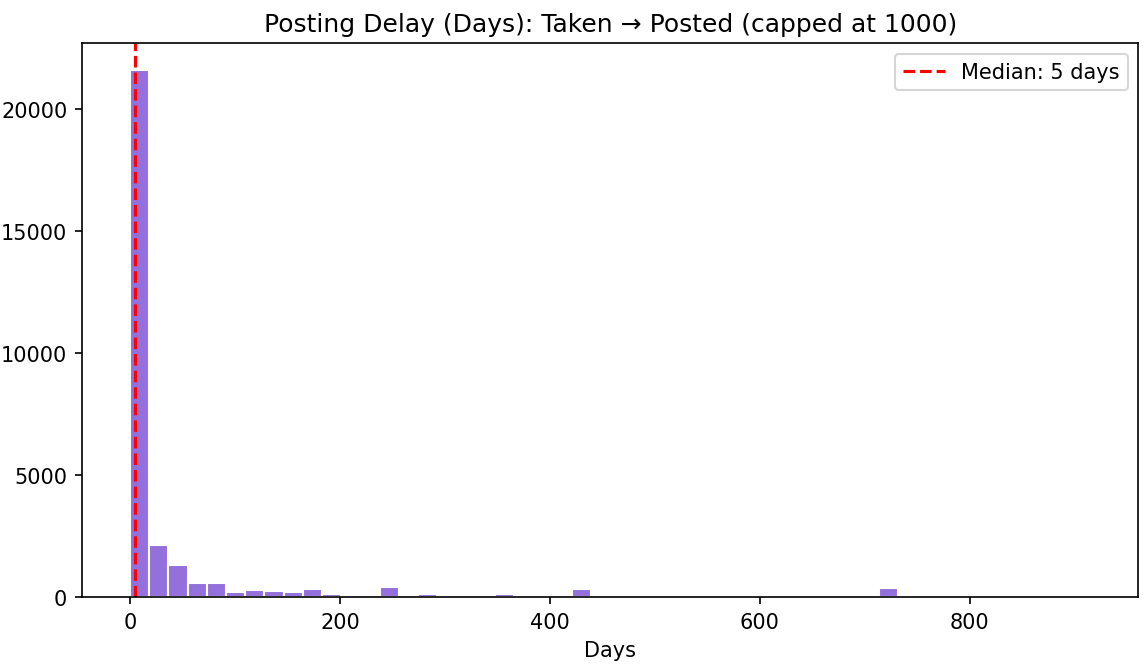 Posting Delay (Days): Taken → Posted (capped at 1000)
Median: 5 days
20000
15000
10000
5000
0
0 200 400 600 800
Days